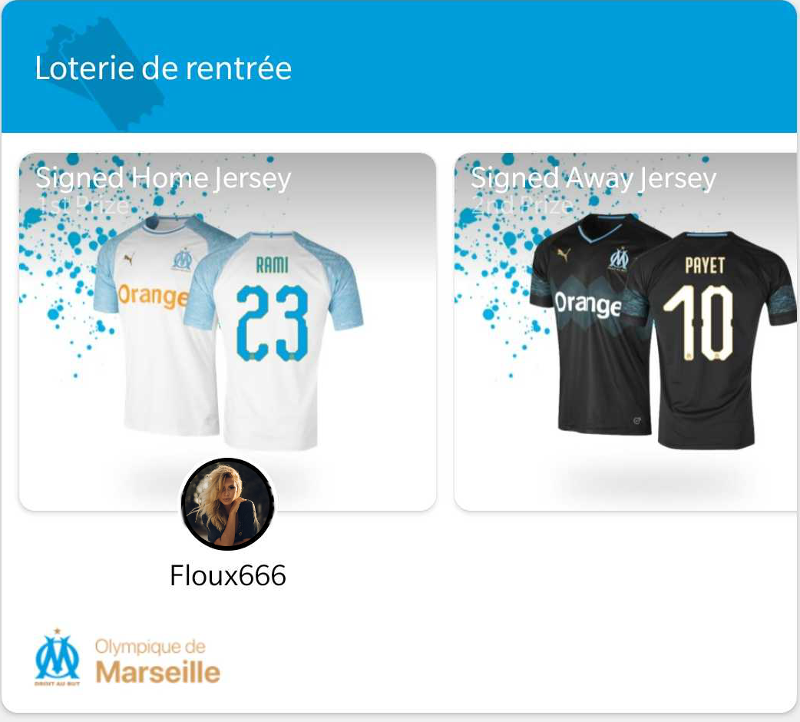 Loterie de rentrée
Signed Home Jersey
1st Prize
Orange
RAMI
23
Signed Away Jersey
2nd Prize
Orange
PAYET
10
Floux666
Olympique de
Marseille
DROIT AU BUT